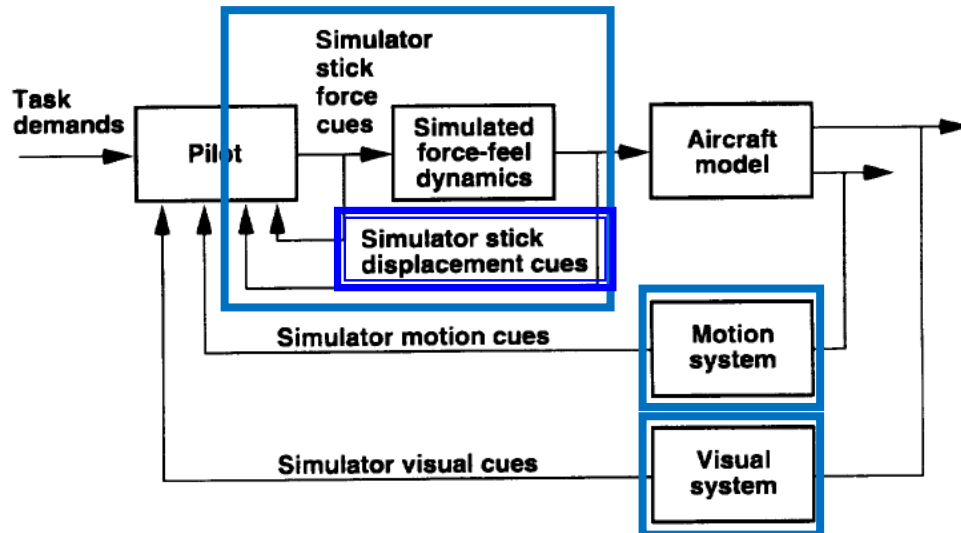 Simulator
stick
force
cues
Task
demands
Pilot
Simulated
force-feel
dynamics
Aircraft
model
Simulator stick
displacement cues
Simulator motion cues
Motion
system
Simulator visual cues
Visual
system